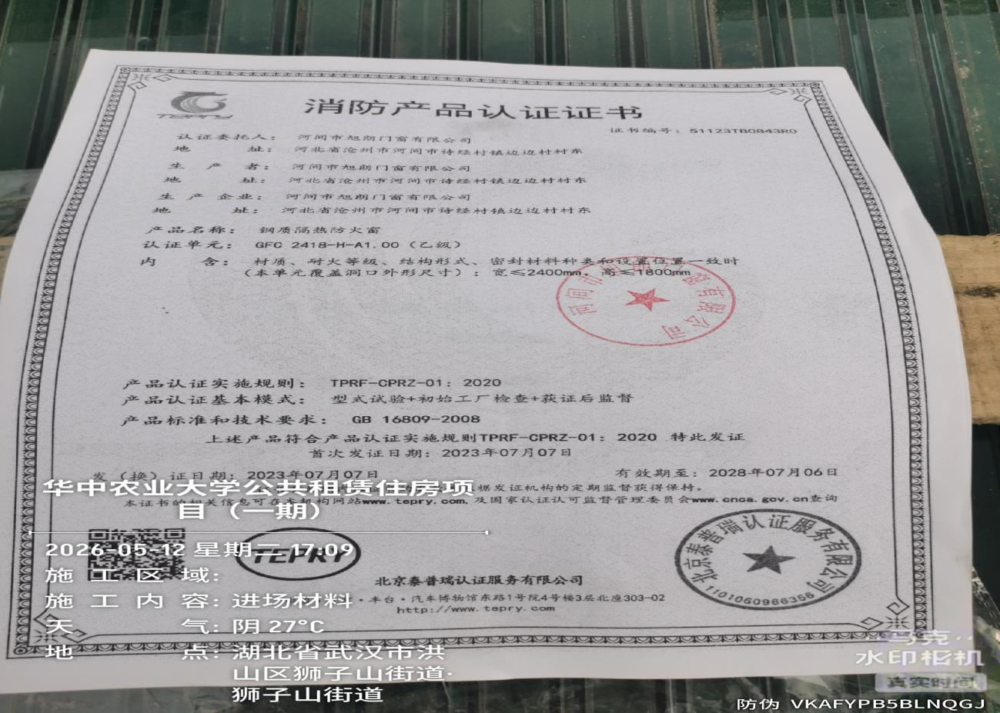 TEPRY
消防产品认证证书
证书编号：51123TB0843R0
认证委托人：河间市旭朗门窗有限公司
地 址：河北省沧州市河间市诗经村镇边边村村东
生 产 者：河间市旭朗门窗有限公司
地 址：河北省沧州市河间市诗经村镇边边村村东
生 产 企 业：河间市旭朗门窗有限公司
地 址：河北省沧州市河间市诗经村镇边边村村东
产品名称：钢质隔热防火窗
认证单元：GFC 2418-H-A1.00（乙级）
内 含：材质、耐火等级、结构形式、密封材料种类和设置位置一致时
（本单元覆盖洞口外形尺寸）：宽≤2400mm，高≤1800mm
产品认证实施规则：TPRF-CPRZ-01：2020
产品认证基本模式：型式试验+初始工厂检查+获证后监督
产品标准和技术要求：GB 16809-2008
上述产品符合产品认证实施规则TPRF-CPRZ-01：2020 特此发证
首次发证日期：2023年07月07日
发（换）证日期：2023年07月07日 有效期至：2028年07月06日
据发证机构的定期监督获得保持。
本证书的相关信息可在本机构网站www.tepry.com,及国家认证认可监督管理委员会www.cnca.gov.cn查询
TEPRY
北京泰普瑞认证服务有限公司
·丰台·汽车博物馆东路1号院4号楼3层北座303-02
http://www.tepry.com
北京泰普瑞认证服务有限公司
1101060966356
华中农业大学公共租赁住房项
目（一期）
2026-05-12 星期二 17:09
施工区域：
施工内容：进场材料
天 气：阴 27°C
地 点：湖北省武汉市洪
山区狮子山街道·
狮子山街道
马克
水印相机
真实时间
防伪 VKAFYPB5BLNQGJ